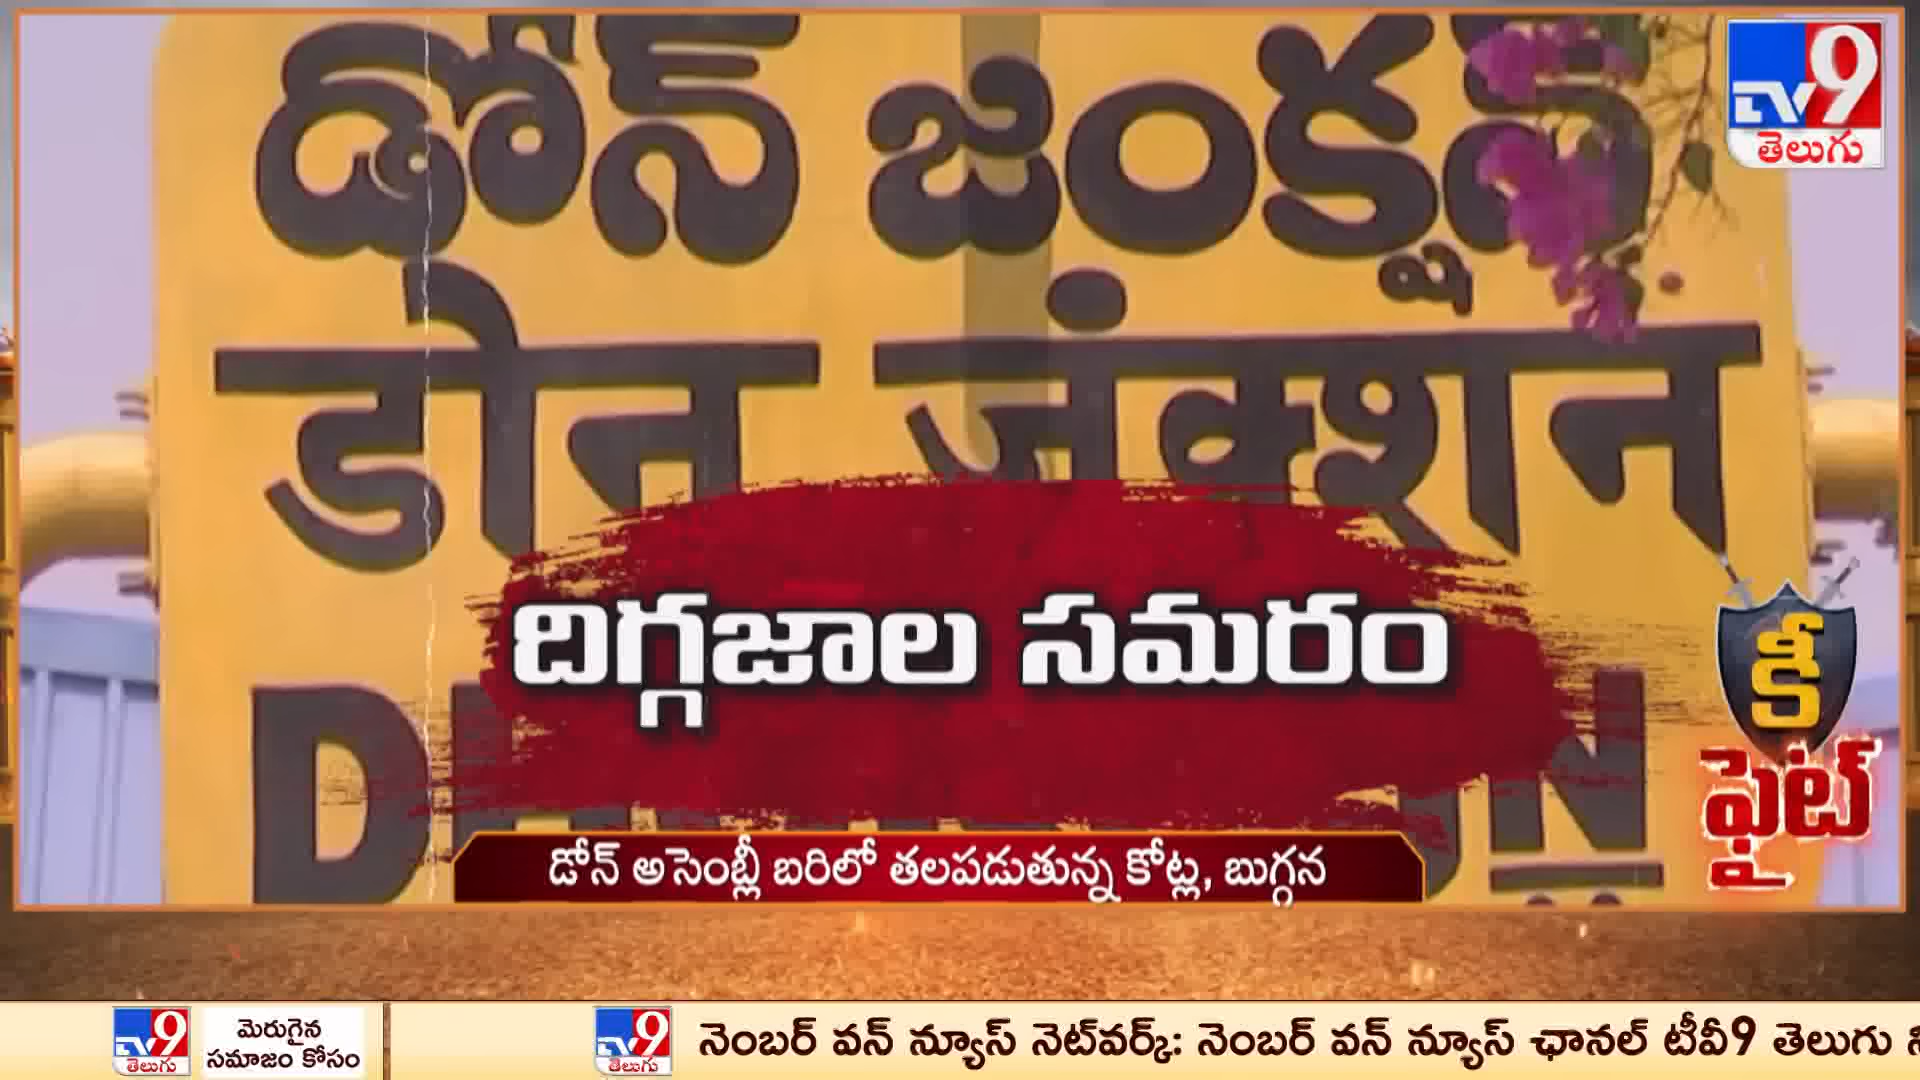 డోన్ జంక్షన్
डोन जंक्शन
TV9
తెలుగు
దిగ్గజాల సమరం
కీ
ఫైట్
డోన్ అసెంబ్లీ బరిలో తలపడుతున్న కోట్ల, బుగ్గన
TV9 తెలుగు
మెరుగైన
సమాజం కోసం
TV9 తెలుగు
నెంబర్ వన్ న్యూస్ నెట్‌వర్క్: నెంబర్ వన్ న్యూస్ ఛానల్ టీవీ9 తెలుగు